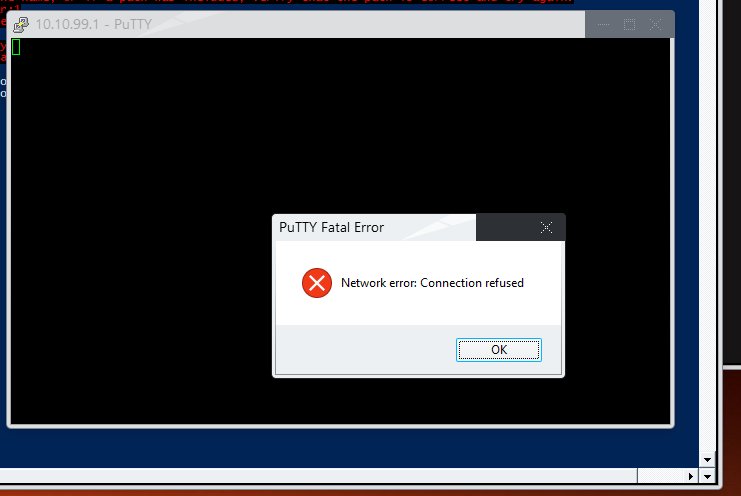 10.10.99.1 - PuTTY
PuTTY Fatal Error
Network error: Connection refused
OK